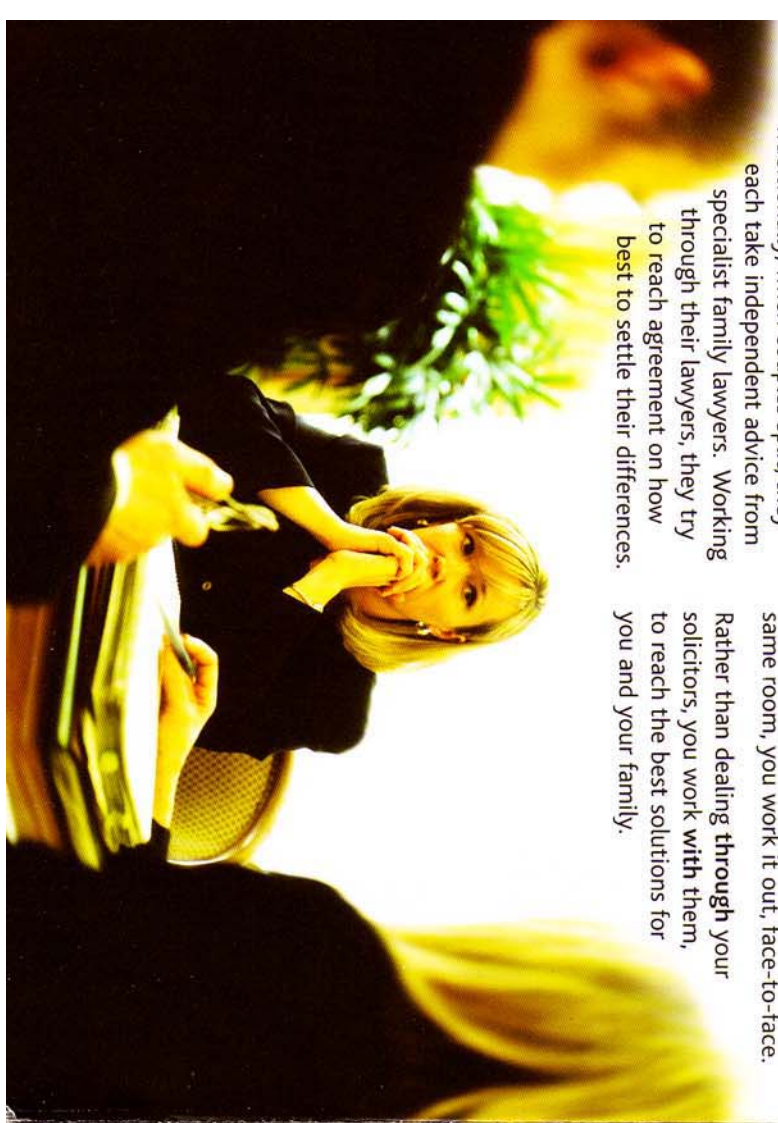 each take independent advice from
specialist family lawyers. Working
through their lawyers, they try
to reach agreement on how
best to settle their differences.
same room, you work it out, face-to-face.
Rather than dealing through your
solicitors, you work with them,
to reach the best solutions for
you and your family.